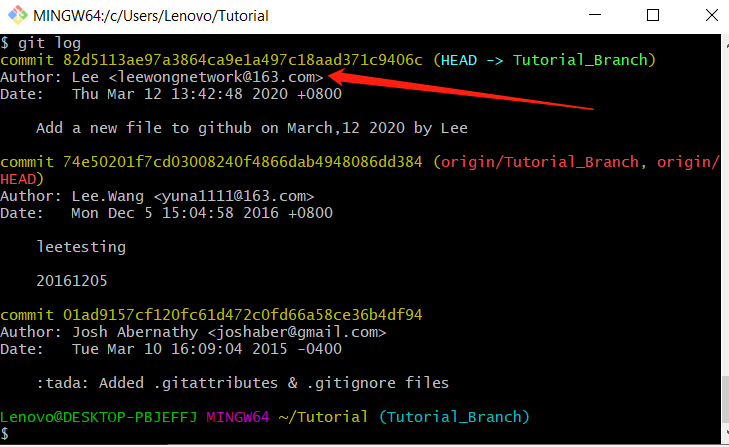 MINGW64:/c/Users/Lenovo/Tutorial
$ git log
commit 82d5113ae97a3864ca9e1a497c18aad371c9406c (HEAD -> Tutorial_Branch)
Author: Lee <leewongnetwork@163.com>
Date:   Thu Mar 12 13:42:48 2020 +0800
    Add a new file to github on March,12 2020 by Lee
commit 74e50201f7cd03008240f4866dab4948086dd384 (origin/Tutorial_Branch, origin/
HEAD)
Author: Lee.Wang <yuna1111@163.com>
Date:   Mon Dec 5 15:04:58 2016 +0800
    leetesting
    20161205
commit 01ad9157cf120fc61d472c0fd66a58ce36b4df94
Author: Josh Abernathy <joshaber@gmail.com>
Date:   Tue Mar 10 16:09:04 2015 -0400
    :tada: Added .gitattributes & .gitignore files
Lenovo@DESKTOP-PBJEFFJ MINGW64 ~/Tutorial (Tutorial_Branch)
$